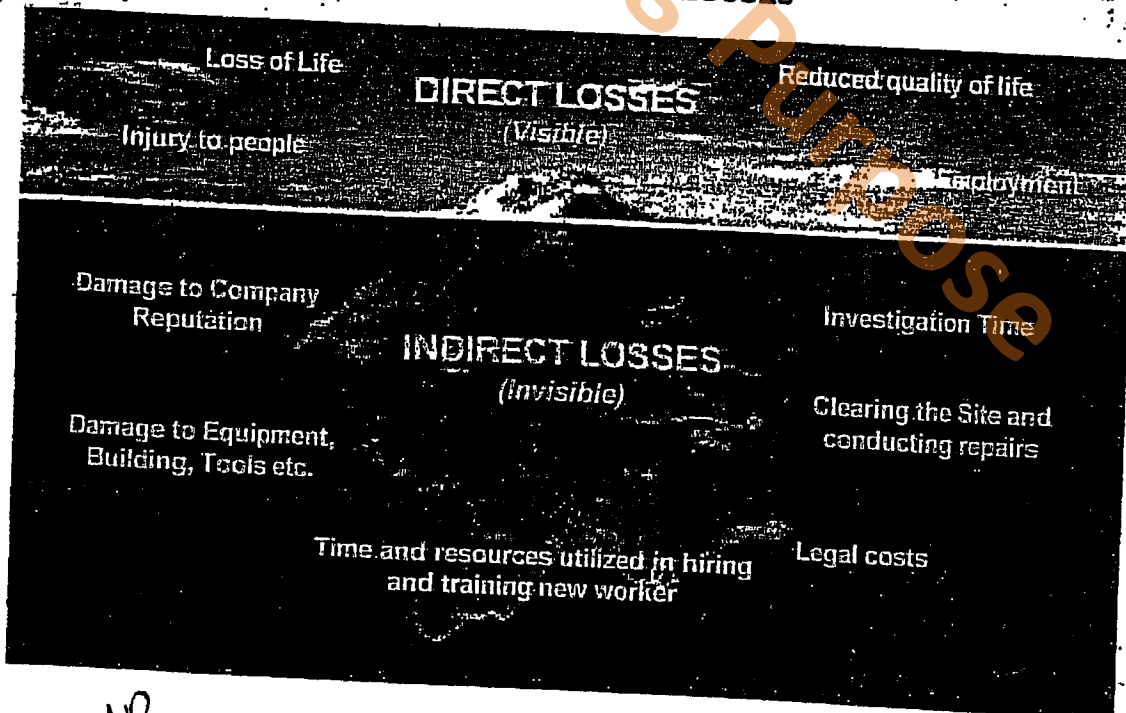 Loss of Life
DIRECT LOSSES
(Visible)
Reduced quality of life
Injury to people
Damage to Company
Reputation
INDIRECT LOSSES
(Invisible)
Investigation Time
Damage to Equipment,
Building, Tools etc.
Clearing the Site and
conducting repairs
Time and resources utilized in hiring
and training new worker
Legal costs
Purpose